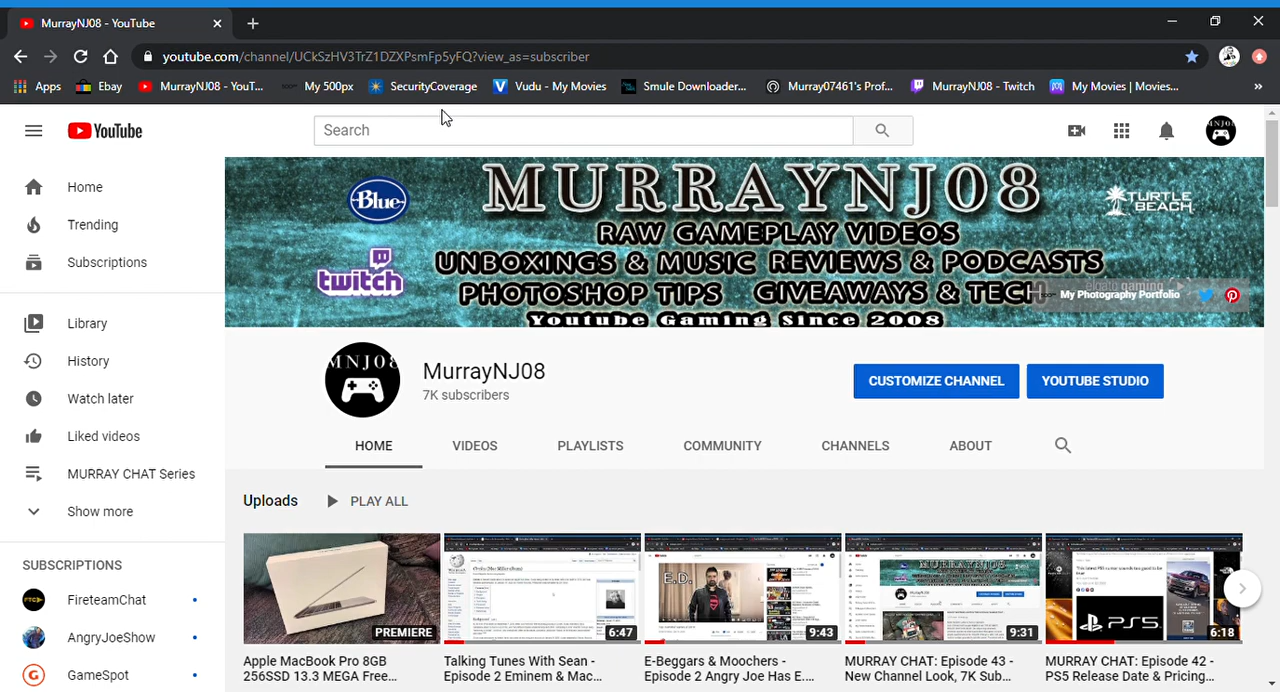 MurrayNJ08 - YouTube
youtube.com/channel/UCkSzHV3TrZ1DZXPsmFp5yFQ?view_as=subscriber
Apps Ebay MurrayNJ08 - YouT... My 500px SecurityCoverage Vudu - My Movies Smule Downloader... Murray07461's Prof... MurrayNJ08 - Twitch My Movies | Movies... »
YouTube
Search
MNJ08
Home
Trending
Subscriptions
Library
History
Watch later
Liked videos
MURRAY CHAT Series
Show more
SUBSCRIPTIONS
FireteamChat
AngryJoeShow
GameSpot
Blue
twitch
TURTLE BEACH
MURRAYNJ08
RAW GAMEPLAY VIDEOS
UNBOXINGS & MUSIC REVIEWS & PODCASTS
PHOTOSHOP TIPS GIVEAWAYS & TECH
Youtube Gaming Since 2008
elgato gaming
My Photography Portfolio
MNJ08
MurrayNJ08
7K subscribers
CUSTOMIZE CHANNEL
YOUTUBE STUDIO
HOME VIDEOS PLAYLISTS COMMUNITY CHANNELS ABOUT
Uploads PLAY ALL
PREMIERE
6:47
E.D.
9:43
9:31
PS5
6:18
Apple MacBook Pro 8GB
256SSD 13.3 MEGA Free...
Talking Tunes With Sean -
Episode 2 Eminem & Mac...
E-Beggars & Moochers -
Episode 2 Angry Joe Has E....
MURRAY CHAT: Episode 43 -
New Channel Look, 7K Sub...
MURRAY CHAT: Episode 42 -
PS5 Release Date & Pricing...